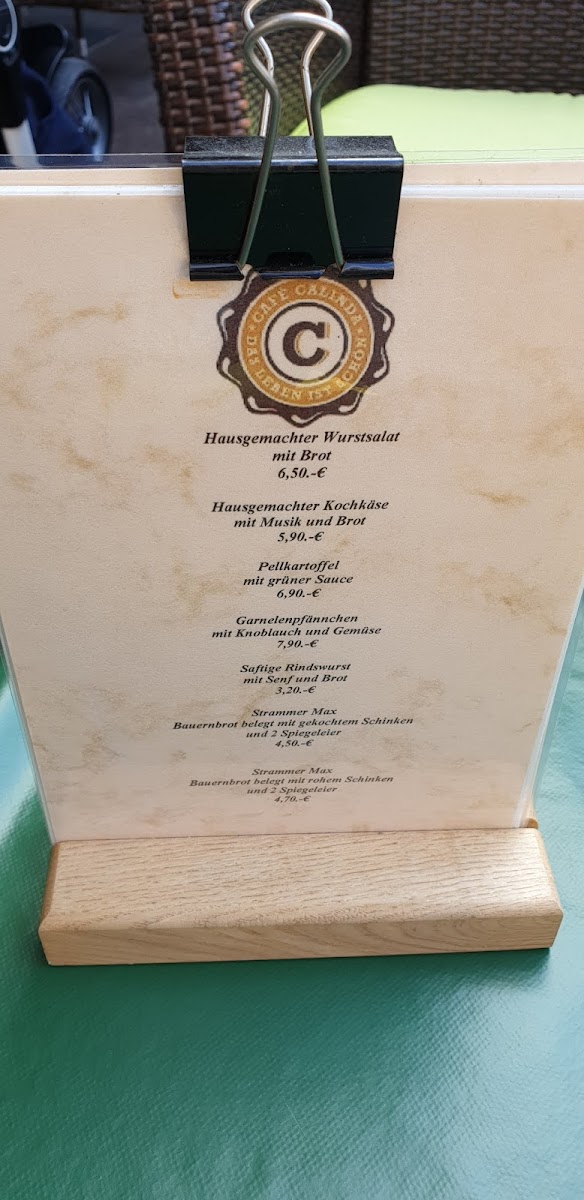 CAFÉ CALINDA
DAS LEBEN IST SCHÖN
C
Hausgemachter Wurstsalat
mit Brot
6,50.-€
Hausgemachter Kochkäse
mit Musik und Brot
5,90.-€
Pellkartoffel
mit grüner Sauce
6,90.-€
Garnelenpfännchen
mit Knoblauch und Gemüse
7,90.-€
Saftige Rindswurst
mit Senf und Brot
3,20.-€
Strammer Max
Bauernbrot belegt mit gekochtem Schinken
und 2 Spiegeleier
4,50.-€
Strammer Max
Bauernbrot belegt mit rohem Schinken
und 2 Spiegeleier
4,70.-€